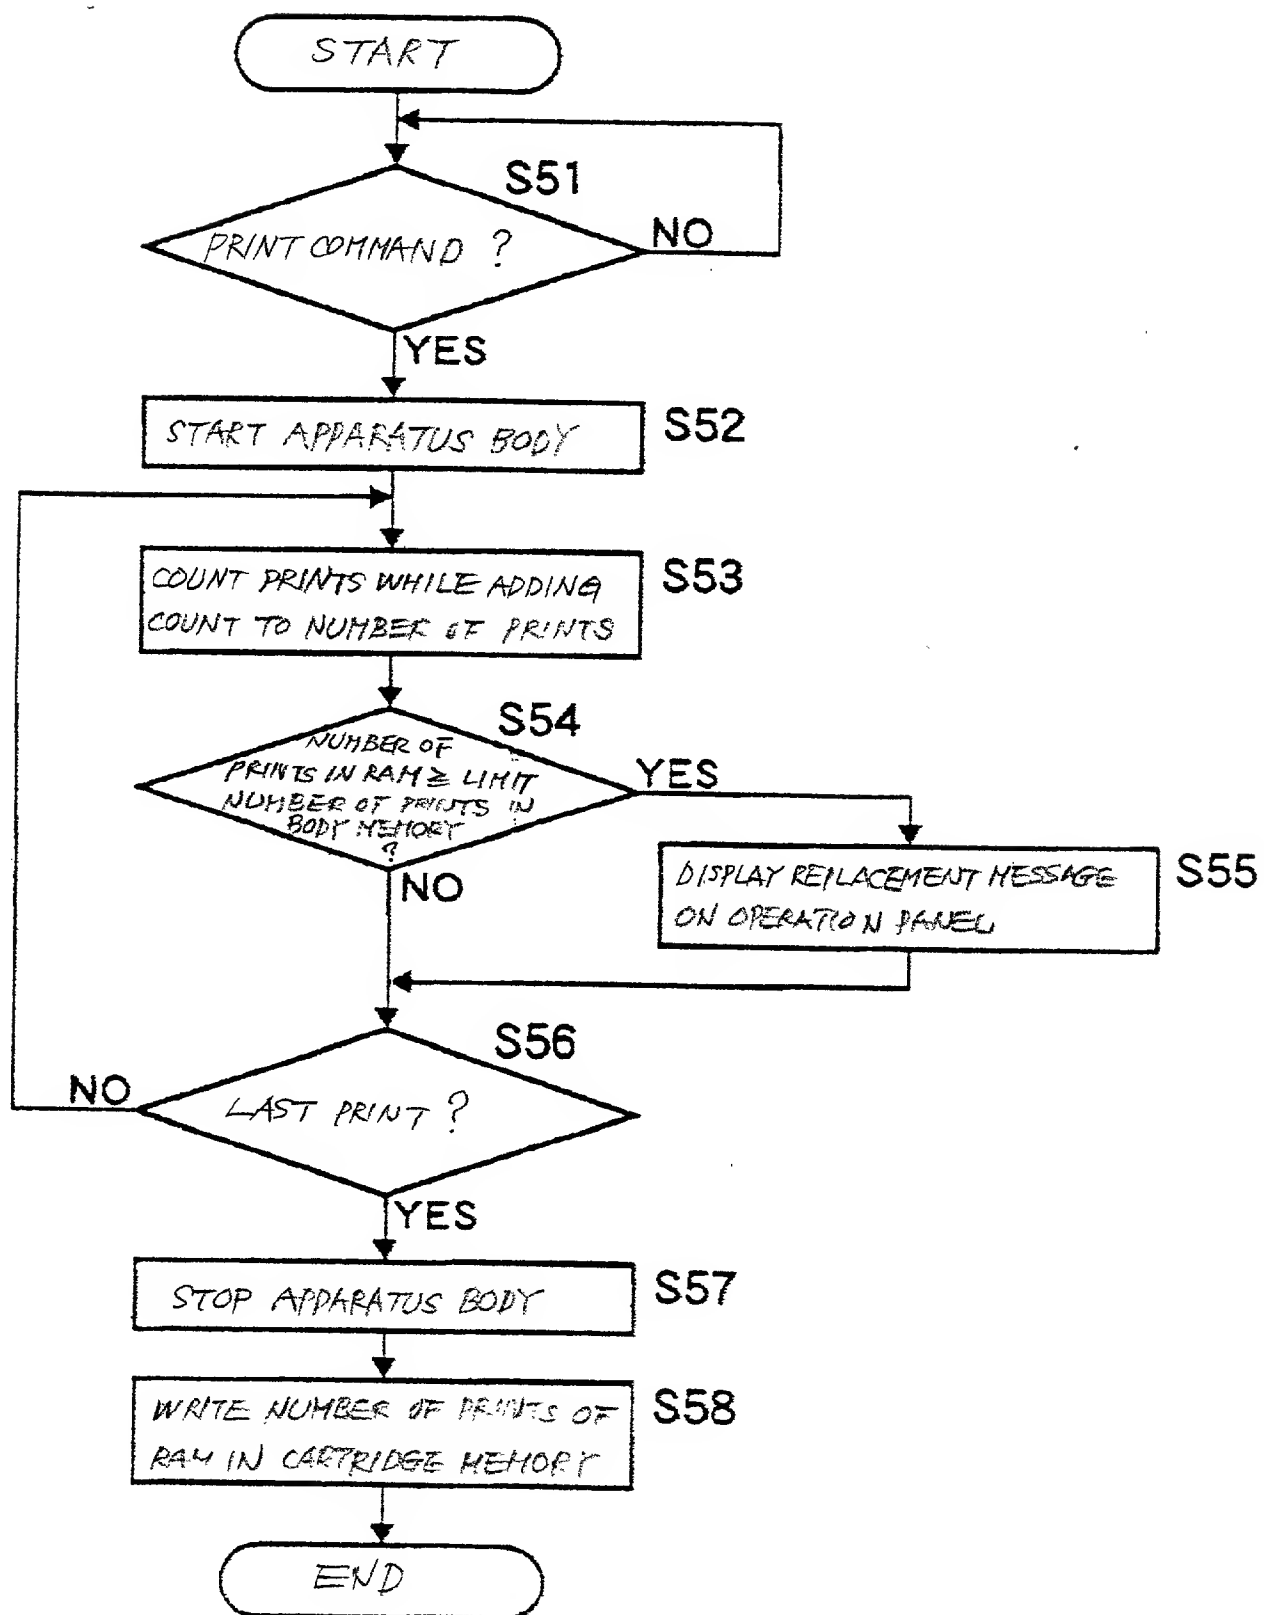 START
S51
PRINT COMMAND ?
NO
YES
START APPARATUS BODY
S52
COUNT PRINTS WHILE ADDING
COUNT TO NUMBER OF PRINTS
S53
S54
NUMBER OF
PRINTS IN RAM ≧ LIMIT
NUMBER OF PRINTS IN
BODY MEMORY
?
YES
NO
DISPLAY REPLACEMENT MESSAGE
ON OPERATION PANEL
S55
S56
NO
LAST PRINT ?
YES
STOP APPARATUS BODY
S57
WRITE NUMBER OF PRINTS OF
RAM IN CARTRIDGE MEMORY
S58
END